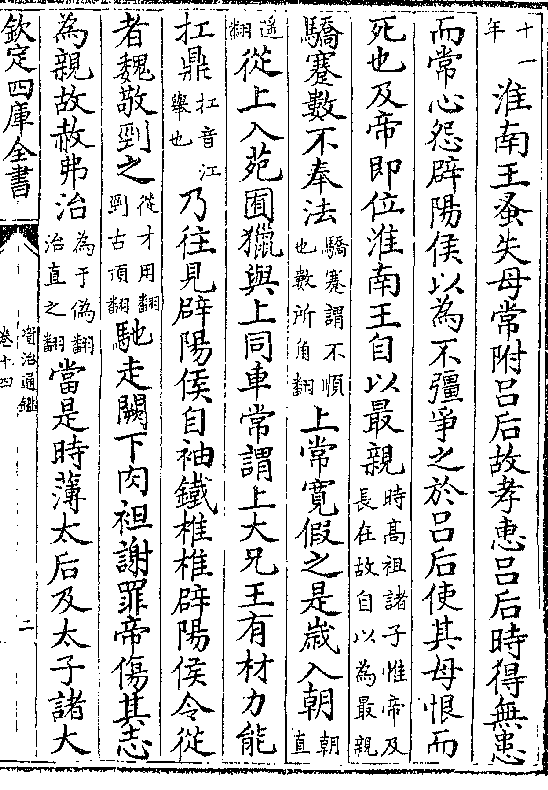 十一年淮南王蚤失母常附吕后故孝惠吕后時得無患
而常心怨辟陽侯以為不彊爭之於吕后使其母恨而
死也及帝即位淮南王自以最親時髙祖諸子惟帝及長在故自以為最親
驕蹇數不奉法驕蹇謂不順也數所角翻上常寛假之是嵗入朝朝直
遥翻從上入苑囿獵與上同車常謂上大兄王有材力能
扛鼎扛音江舉也乃往見辟陽侯自袖鐵椎椎辟陽侯令從
者魏敬剄之從才用翻剄古頂翻馳走闕下肉袒謝罪帝傷其志
為親故赦弗治為于偽翻治直之翻當是時薄太后及太子諸大
欽定四庫全書
資治通鑑
卷十四
二